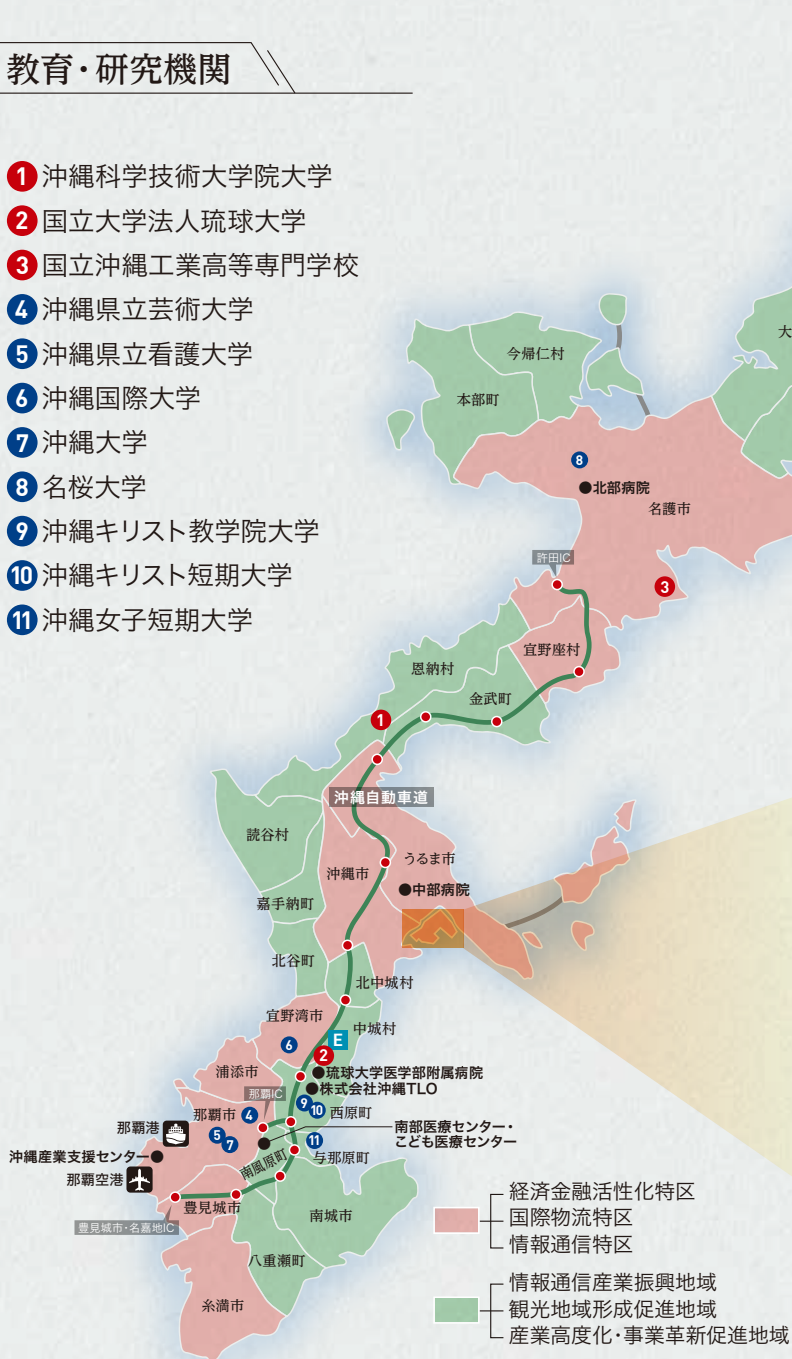 教育・研究機関
1 沖縄科学技術大学院大学
2 国立大学法人琉球大学
3 国立沖縄工業高等専門学校
4 沖縄県立芸術大学
5 沖縄県立看護大学
6 沖縄国際大学
7 沖縄大学
8 名桜大学
9 沖縄キリスト教学院大学
10 沖縄キリスト短期大学
11 沖縄女子短期大学
大
今帰仁村
本部町
8
北部病院
名護市
許田IC
3
宜野座村
恩納村
金武町
1
沖縄自動車道
読谷村
うるま市
沖縄市
中部病院
嘉手納町
北谷町
北中城村
宜野湾市
中城村
E
6
2
浦添市
琉球大学医学部附属病院
株式会社沖縄TLO
那覇IC
9
10
西原町
那覇市
4
那覇港
5
7
南部医療センター・
こども医療センター
11
沖縄産業支援センター
与那原町
南風原町
那覇空港
豊見城市
南城市
豊見城市・名嘉地IC
八重瀬町
糸満市
経済金融活性化特区
国際物流特区
情報通信特区
情報通信産業振興地域
観光地域形成促進地域
産業高度化・事業革新促進地域